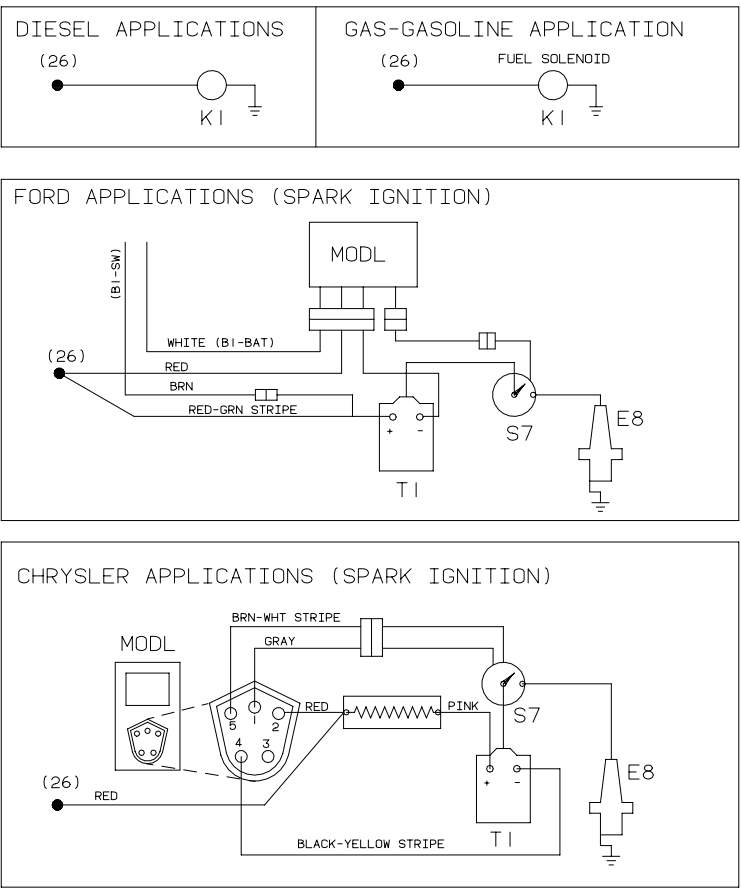 DIESEL APPLICATIONS
(26)
K1
GAS-GASOLINE APPLICATION
(26)
FUEL SOLENOID
K1
FORD APPLICATIONS (SPARK IGNITION)
MODL
(B1-SW)
WHITE (B1-BAT)
(26)
RED
BRN
RED-GRN STRIPE
+ -
T1
S7
E8
CHRYSLER APPLICATIONS (SPARK IGNITION)
BRN-WHT STRIPE
MODL
GRAY
RED
PINK
5 1 2
4 3
S7
(26)
RED
+ -
E8
T1
BLACK-YELLOW STRIPE